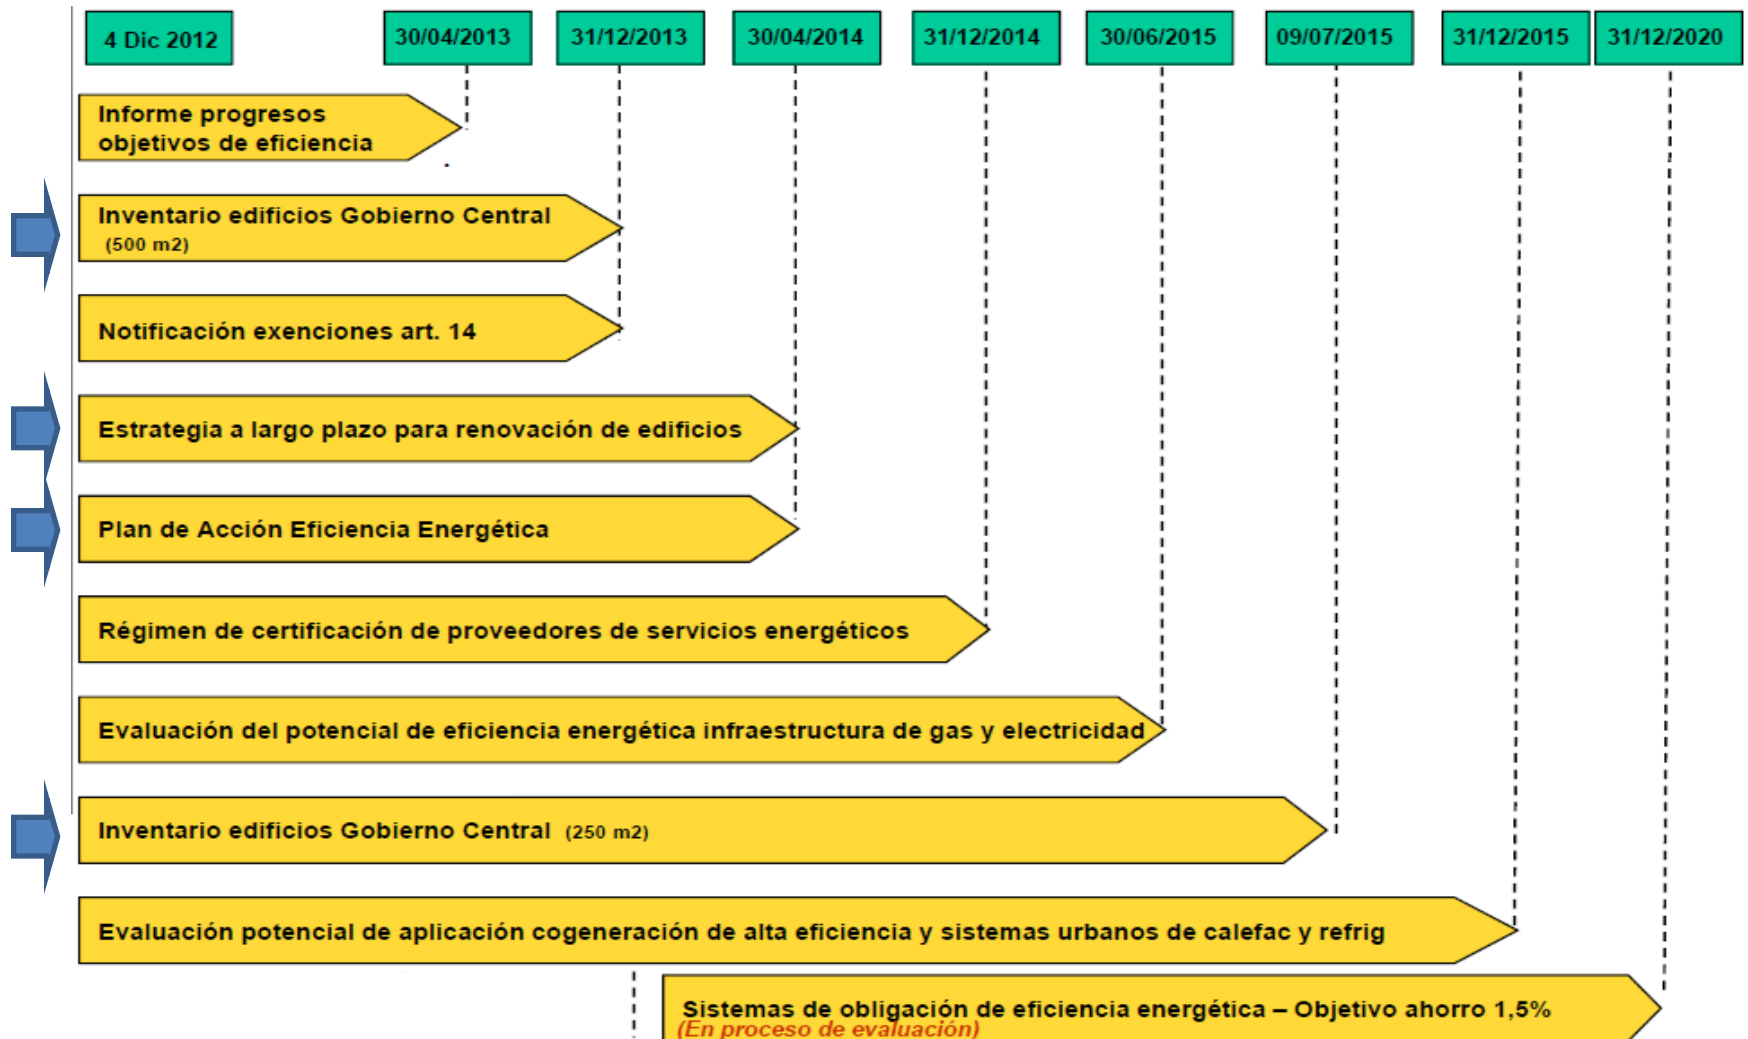 4 Dic 2012
30/04/2013
31/12/2013
30/04/2014
31/12/2014
30/06/2015
09/07/2015
31/12/2015
31/12/2020
Informe progresos
objetivos de eficiencia
Inventario edificios Gobierno Central
(500 m2)
Notificación exenciones art. 14
Estrategia a largo plazo para renovación de edificios
Plan de Acción Eficiencia Energética
Régimen de certificación de proveedores de servicios energéticos
Evaluación del potencial de eficiencia energética infraestructura de gas y electricidad
Inventario edificios Gobierno Central (250 m2)
Evaluación potencial de aplicación cogeneración de alta eficiencia y sistemas urbanos de calefac y refrig
Sistemas de obligación de eficiencia energética – Objetivo ahorro 1,5%
(En proceso de evaluación)